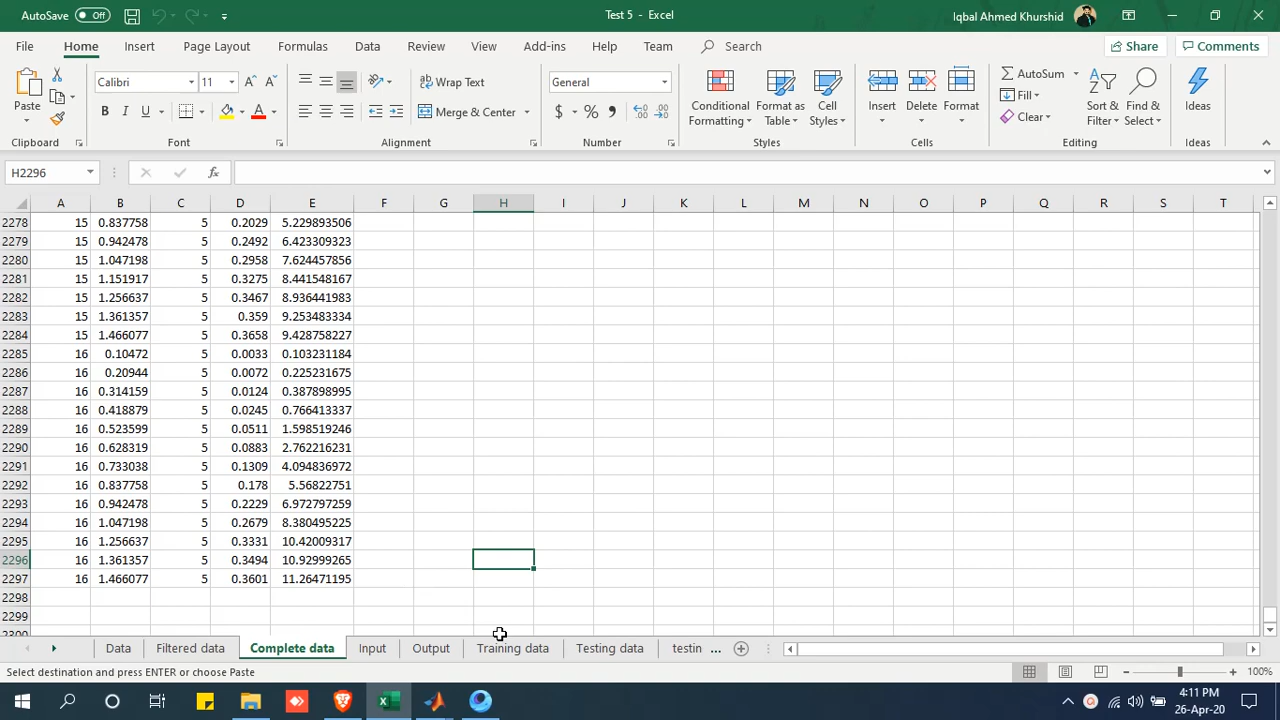 AutoSave Off
Test 5 - Excel
Iqbal Ahmed Khurshid
File Home Insert Page Layout Formulas Data Review View Add-ins Help Team Search Share Comments
Paste
Calibri 11
B I U
Wrap Text
Merge & Center
General
$ % ,
Conditional Formatting
Format as Table
Cell Styles
Insert Delete Format
AutoSum
Fill
Clear
Sort & Filter
Find & Select
Ideas
Clipboard Font Alignment Number Styles Cells Editing Ideas
H2296 fx
A B C D E F G H I J K L M N O P Q R S T
2278 15 0.837758 5 0.2029 5.229893506
2279 15 0.942478 5 0.2492 6.423309323
2280 15 1.047198 5 0.2958 7.624457856
2281 15 1.151917 5 0.3275 8.441548167
2282 15 1.256637 5 0.3467 8.936441983
2283 15 1.361357 5 0.359 9.253483334
2284 15 1.466077 5 0.3658 9.428758227
2285 16 0.10472 5 0.0033 0.103231184
2286 16 0.20944 5 0.0072 0.225231675
2287 16 0.314159 5 0.0124 0.387898995
2288 16 0.418879 5 0.0245 0.766413337
2289 16 0.523599 5 0.0511 1.598519246
2290 16 0.628319 5 0.0883 2.762216231
2291 16 0.733038 5 0.1309 4.094836972
2292 16 0.837758 5 0.178 5.56822751
2293 16 0.942478 5 0.2229 6.972797259
2294 16 1.047198 5 0.2679 8.380495225
2295 16 1.256637 5 0.3331 10.42009317
2296 16 1.361357 5 0.3494 10.92999265
2297 16 1.466077 5 0.3601 11.26471195
2298
2299
2300
Data Filtered data Complete data Input Output Training data Testing data testin ...
Select destination and press ENTER or choose Paste
100%
4:11 PM
26-Apr-20